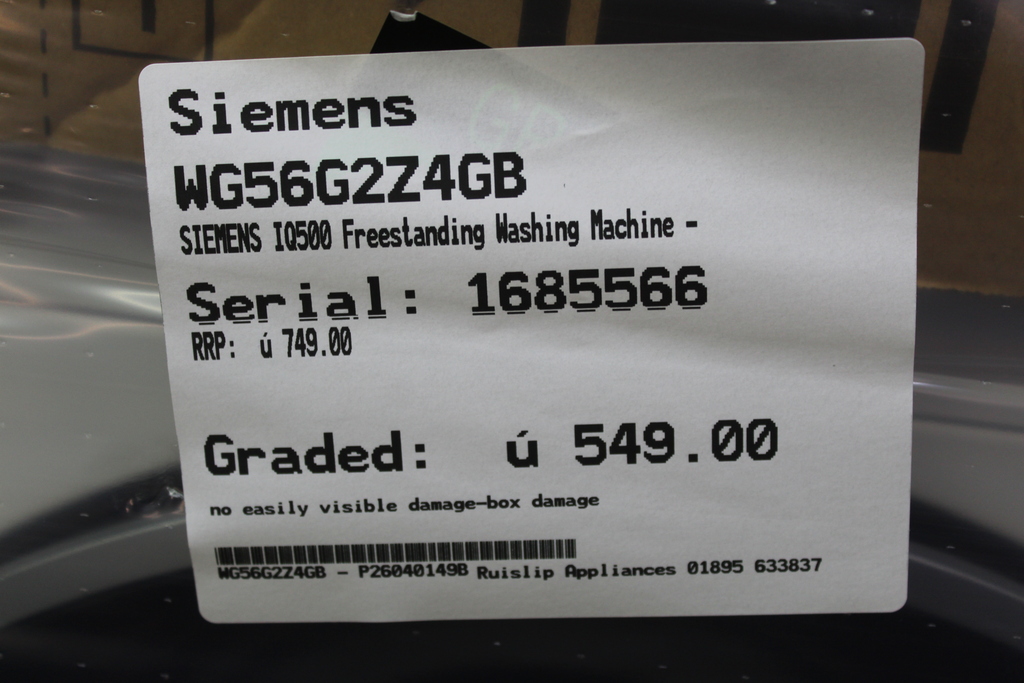 Siemens
WG56G2Z4GB
SIEMENS IQ500 Freestanding Washing Machine -
Serial: 1685566
RRP: ú 749.00
Graded: ú 549.00
no easily visible damage-box damage
WG56G2Z4GB - P26040149B Ruislip Appliances 01895 633837